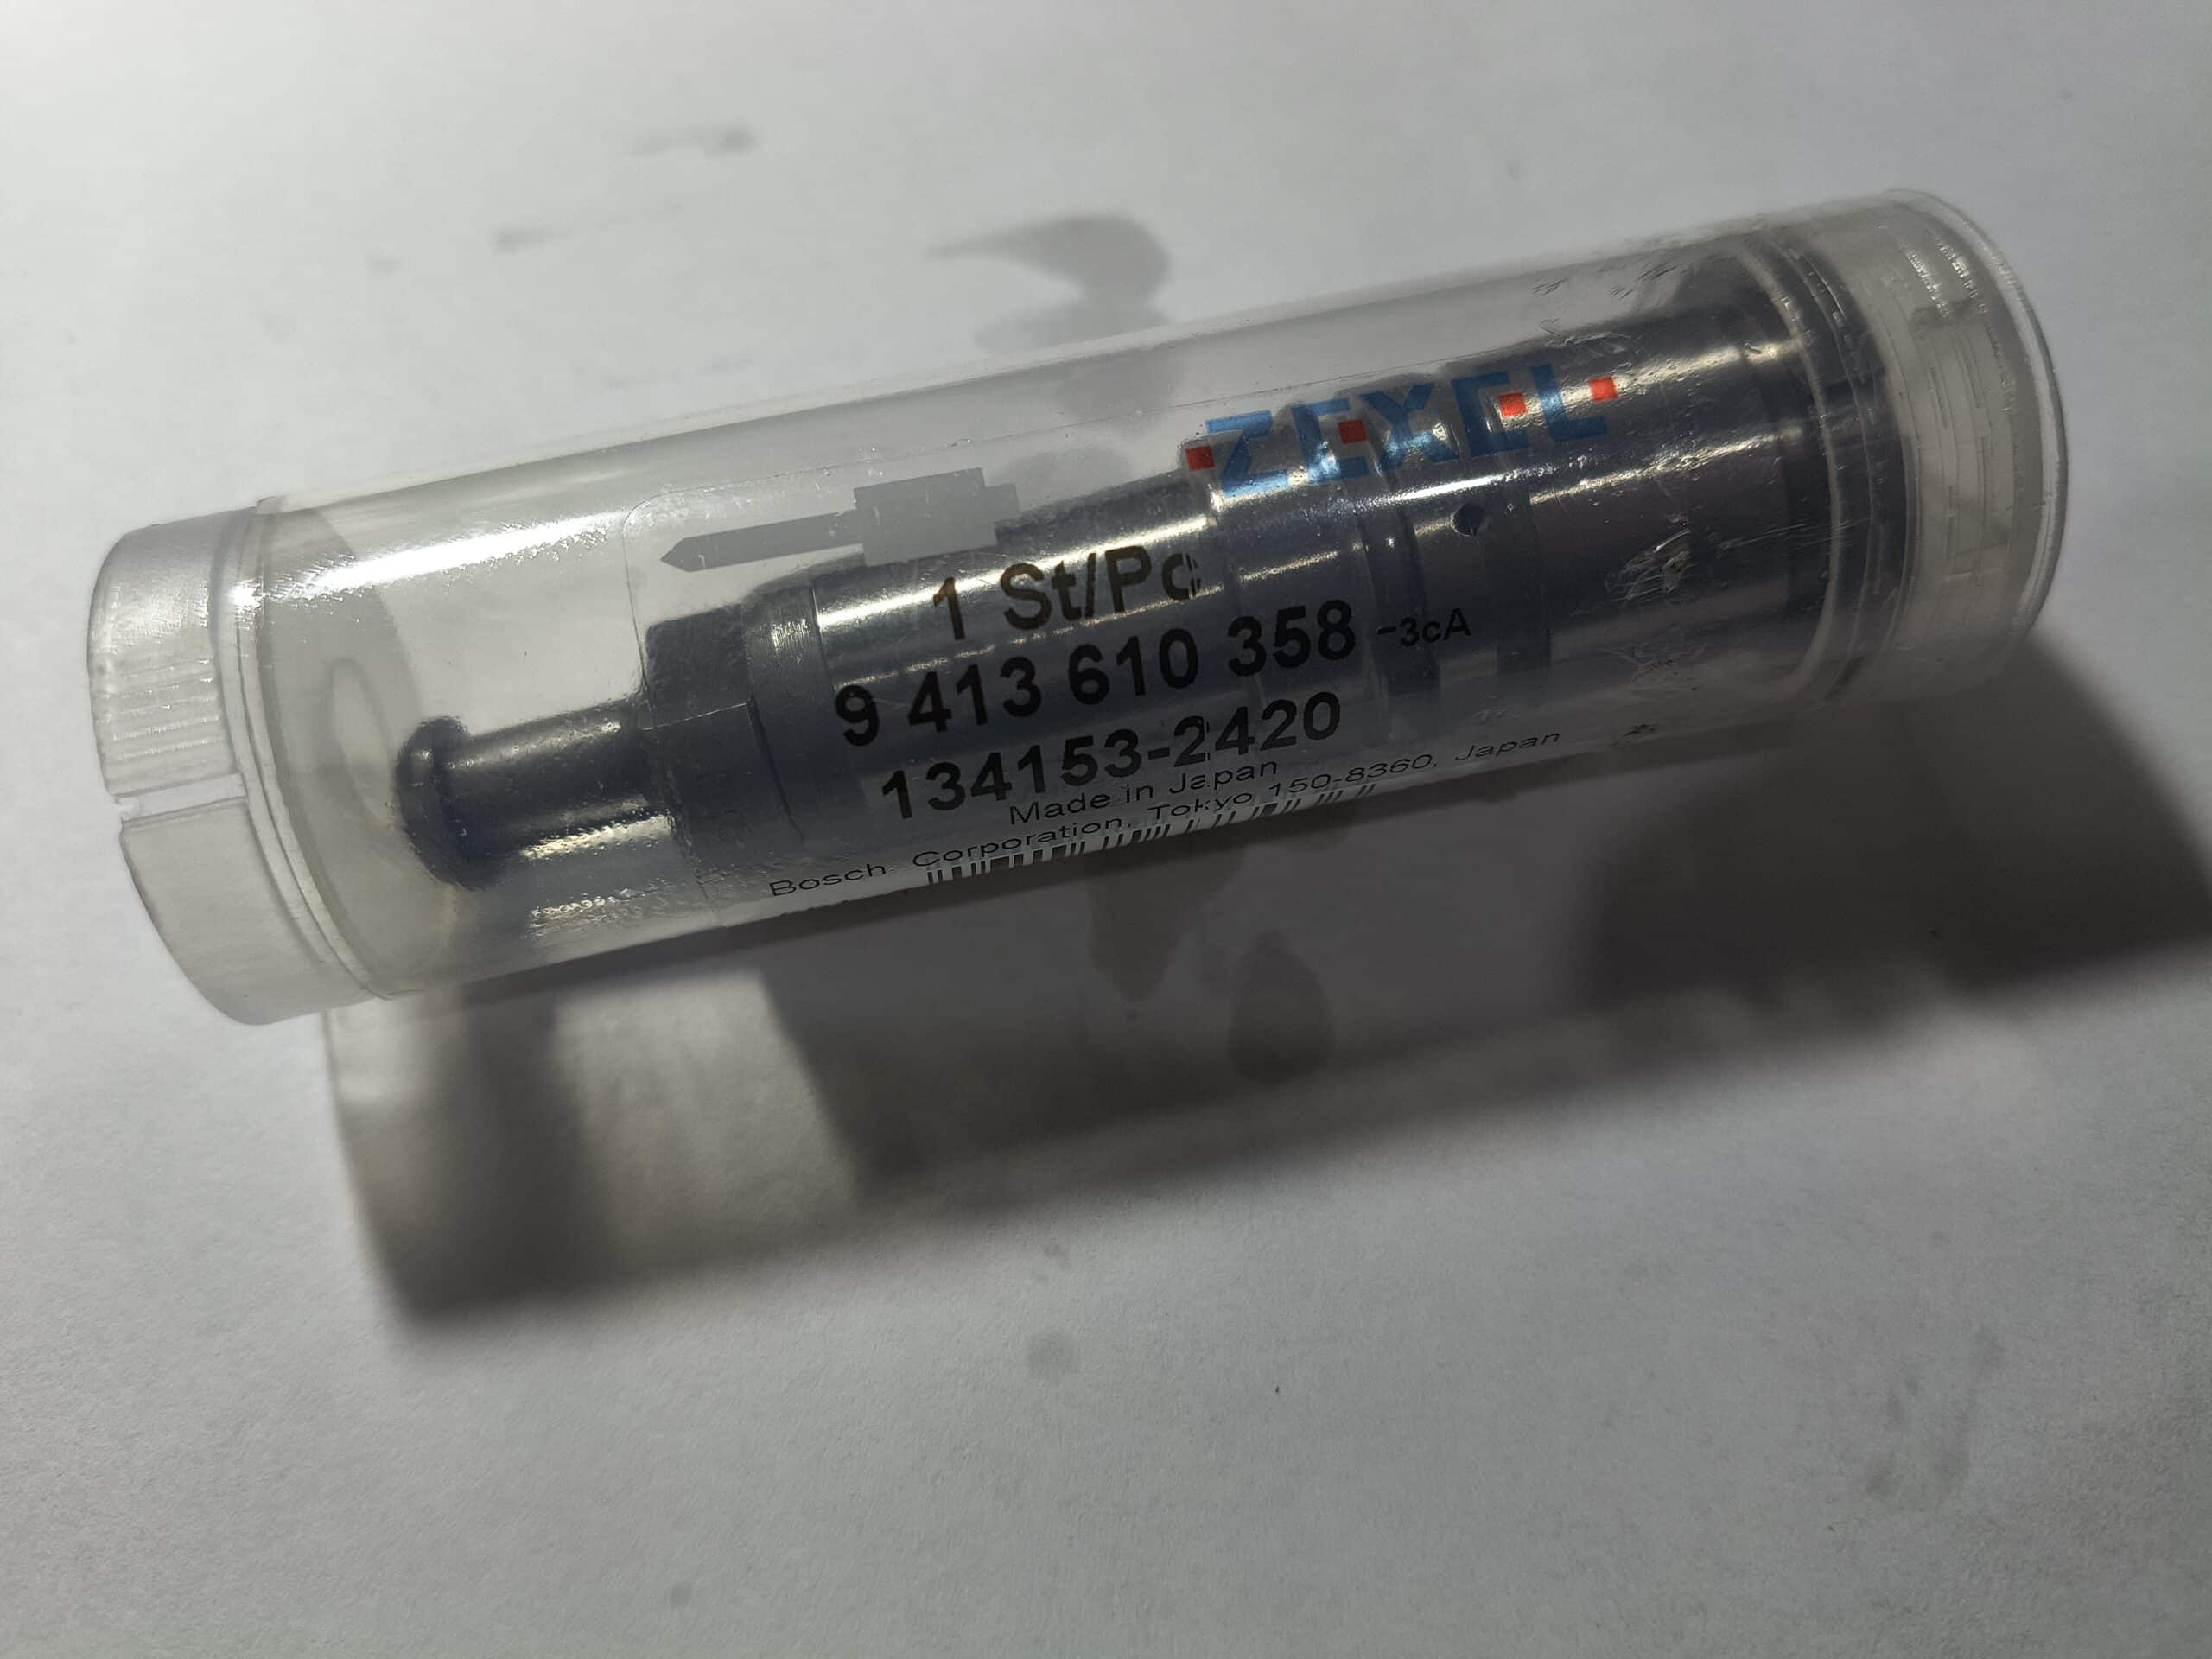 ZEXEL
1 St/Pc
9 413 610 358 -3cA
134153-2420
Made in Japan
Bosch Corporation, Tokyo 150-8360, Japan